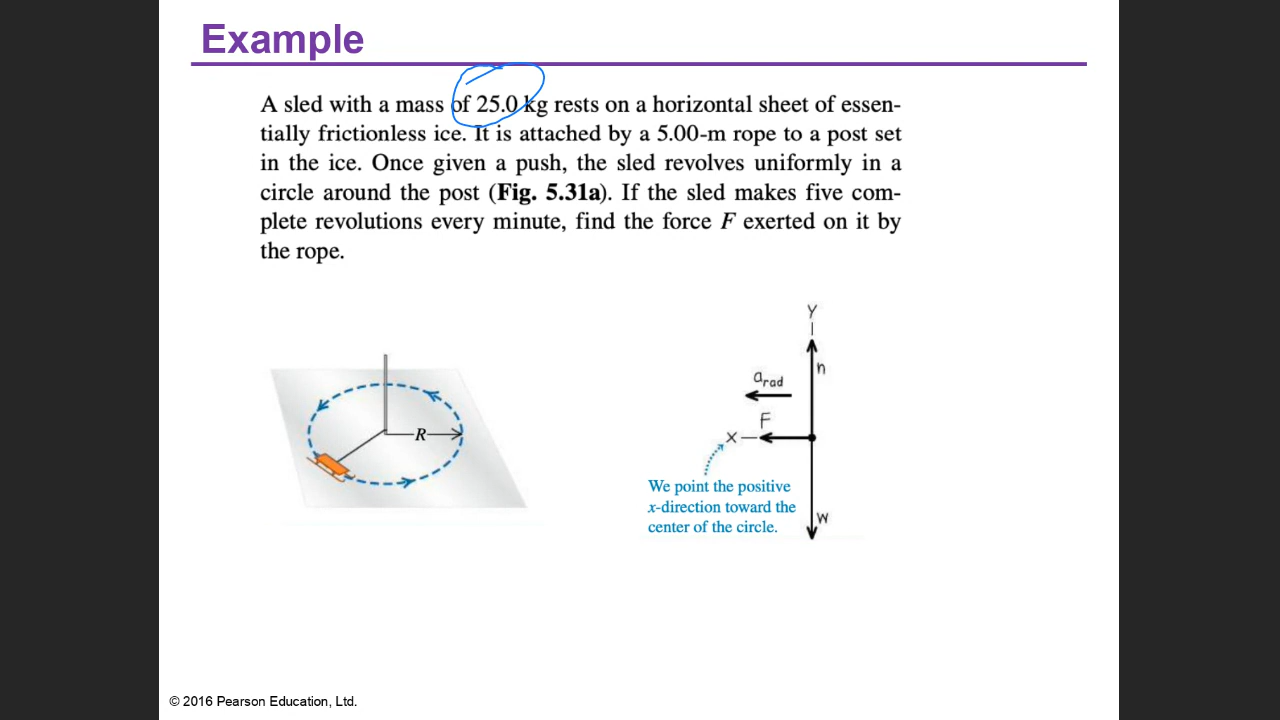 Example
A sled with a mass of 25.0 kg rests on a horizontal sheet of essen-
tially frictionless ice. It is attached by a 5.00-m rope to a post set
in the ice. Once given a push, the sled revolves uniformly in a
circle around the post (Fig. 5.31a). If the sled makes five com-
plete revolutions every minute, find the force F exerted on it by
the rope.
R
y
n
arad
F
x
We point the positive
x-direction toward the
center of the circle.
w
© 2016 Pearson Education, Ltd.